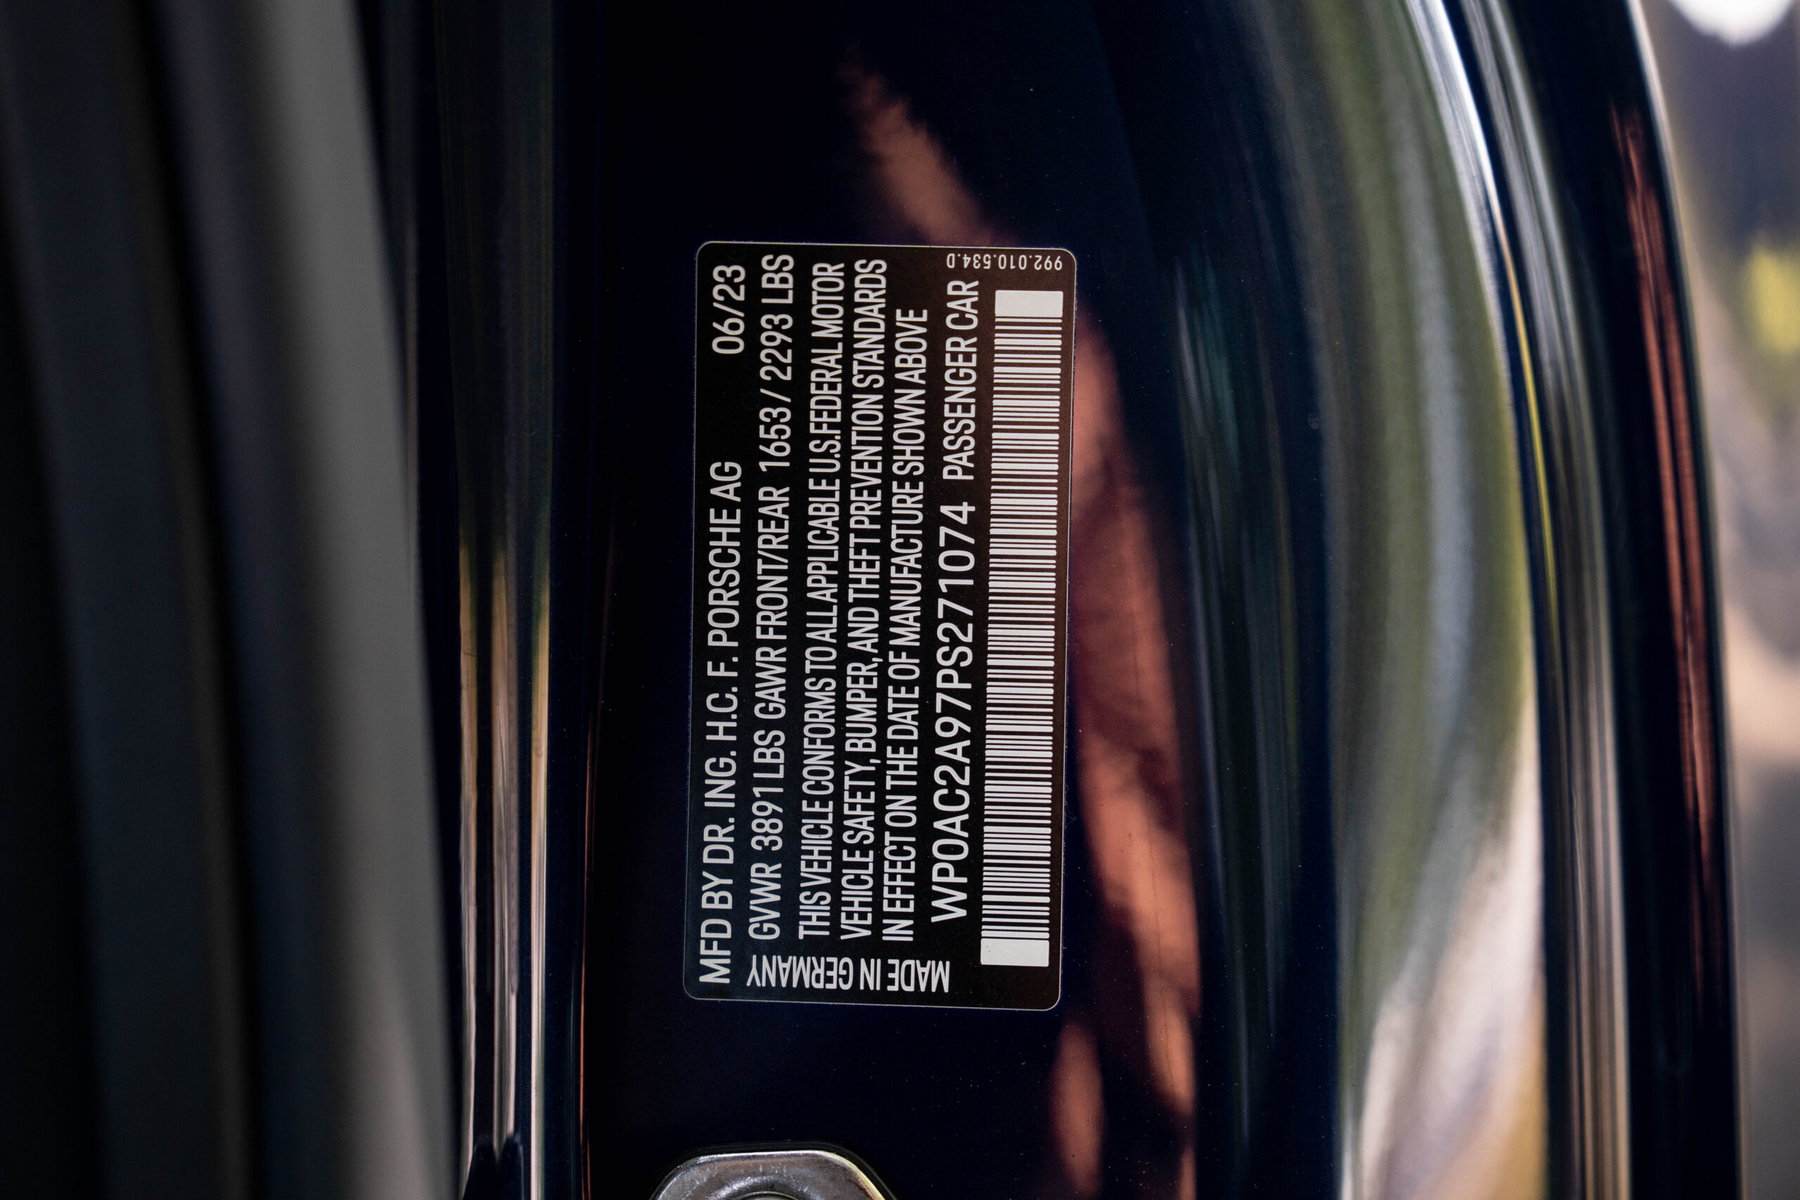 MFD BY DR. ING. H.C. F. PORSCHE AG 06/23
GVWR 3891 LBS GAWR FRONT/REAR 1653 / 2293 LBS
THIS VEHICLE CONFORMS TO ALL APPLICABLE U.S. FEDERAL MOTOR
VEHICLE SAFETY, BUMPER, AND THEFT PREVENTION STANDARDS
IN EFFECT ON THE DATE OF MANUFACTURE SHOWN ABOVE
WP0AC2A97PS271074 PASSENGER CAR
MADE IN GERMANY
992.010.534.D